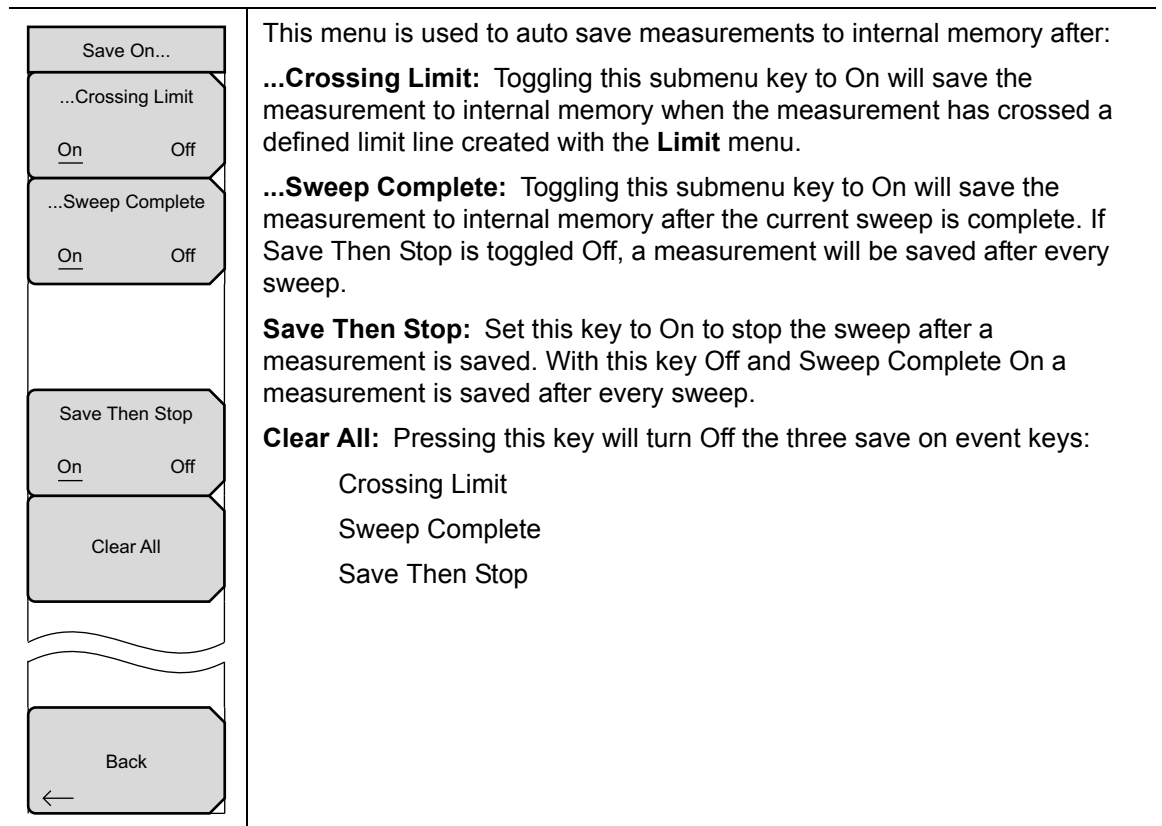 Save On...
...Crossing Limit
On Off
...Sweep Complete
On Off
Save Then Stop
On Off
Clear All
Back
This menu is used to auto save measurements to internal memory after:
...Crossing Limit: Toggling this submenu key to On will save the
measurement to internal memory when the measurement has crossed a
defined limit line created with the Limit menu.
...Sweep Complete: Toggling this submenu key to On will save the
measurement to internal memory after the current sweep is complete. If
Save Then Stop is toggled Off, a measurement will be saved after every
sweep.
Save Then Stop: Set this key to On to stop the sweep after a
measurement is saved. With this key Off and Sweep Complete On a
measurement is saved after every sweep.
Clear All: Pressing this key will turn Off the three save on event keys:
Crossing Limit
Sweep Complete
Save Then Stop